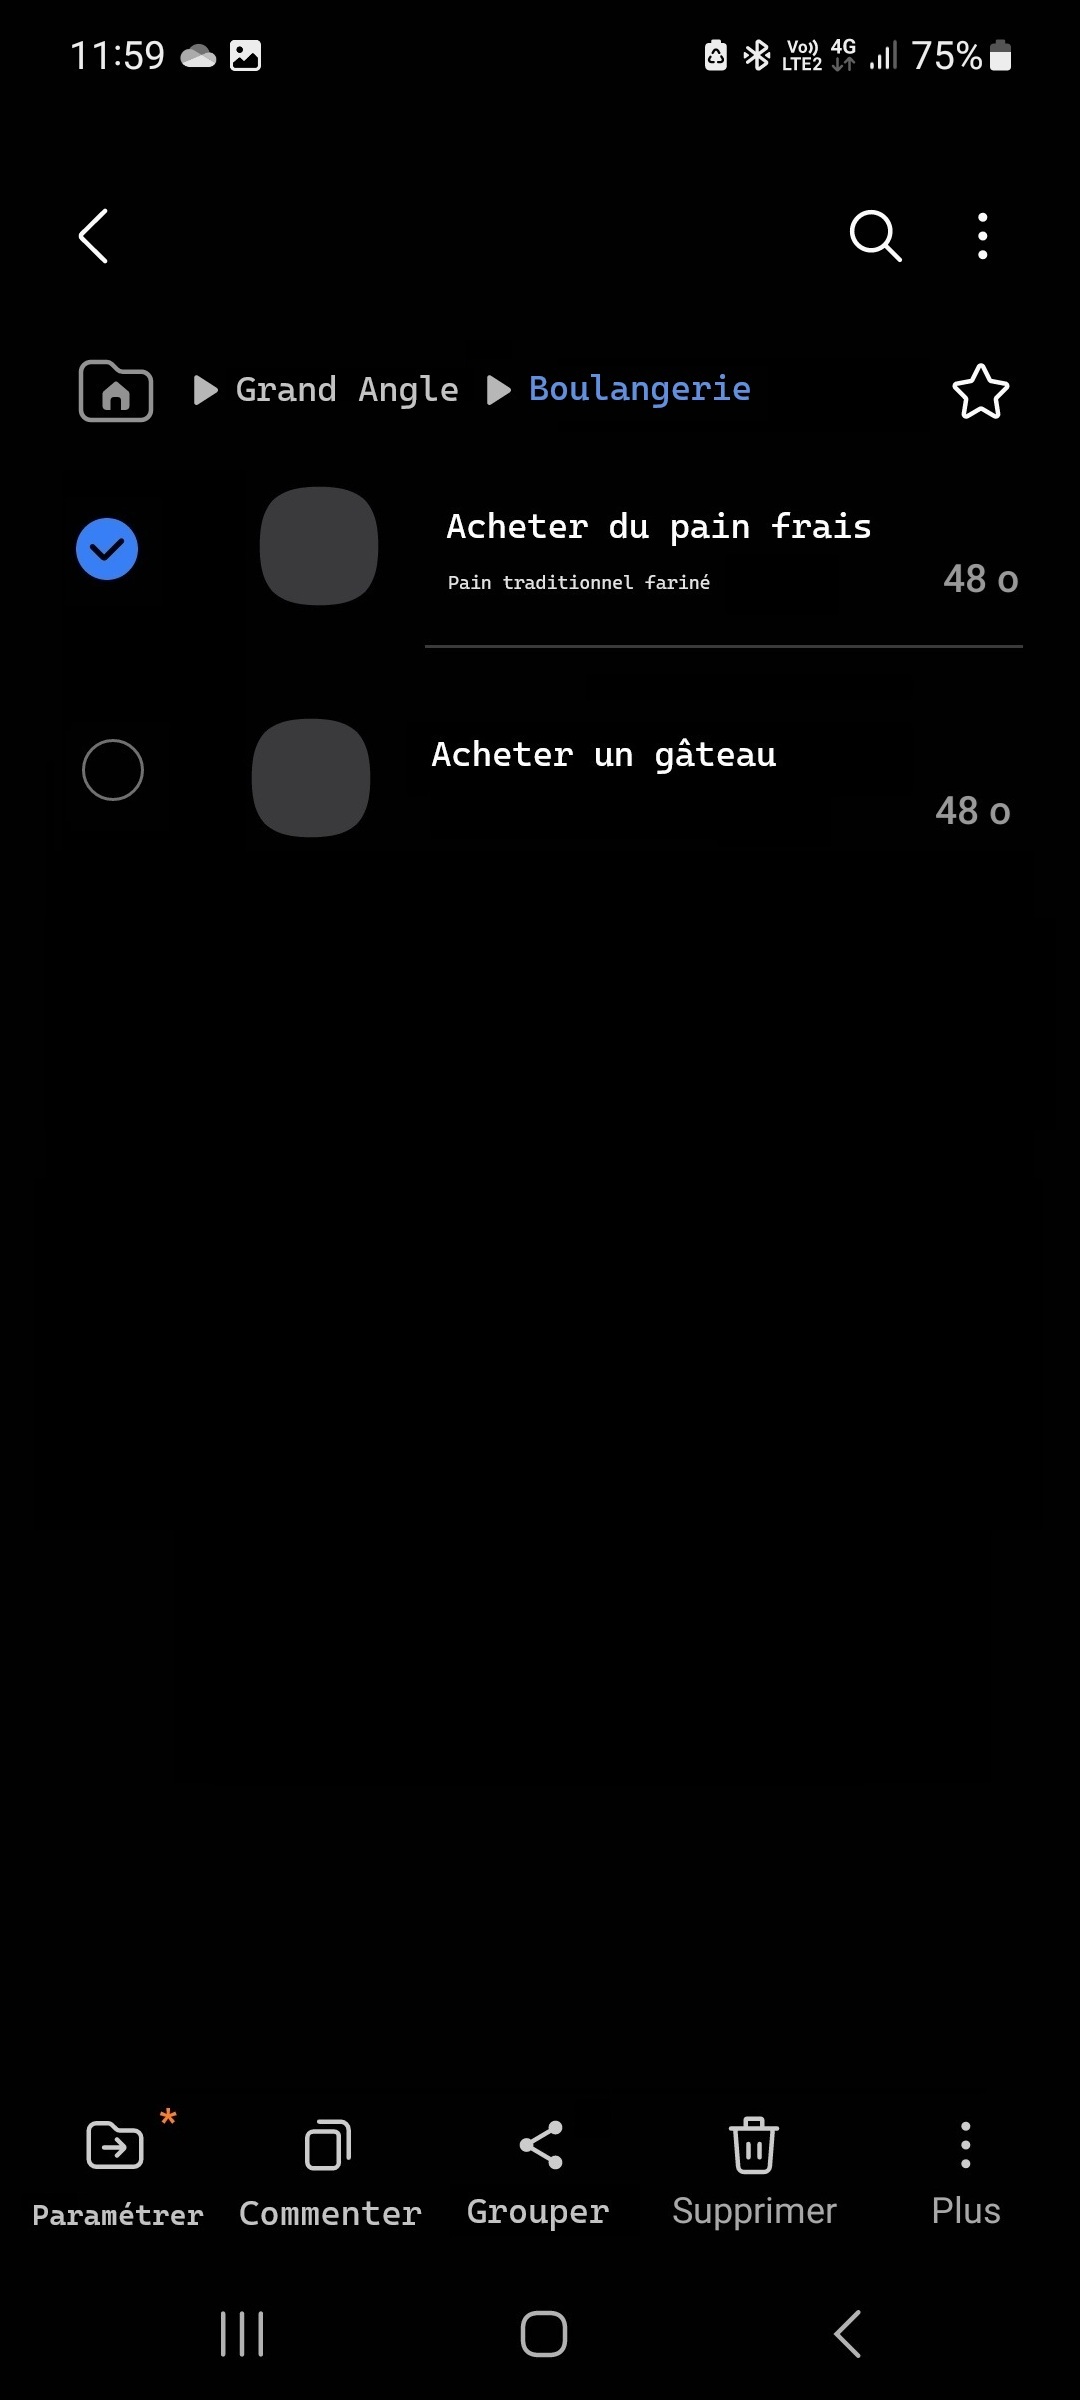 11:59 Vo)) LTE2 4G 75%
Grand Angle Boulangerie
Acheter du pain frais
Pain traditionnel fariné
48 o
Acheter un gâteau
48 o
*
Paramétrer Commenter Grouper Supprimer Plus